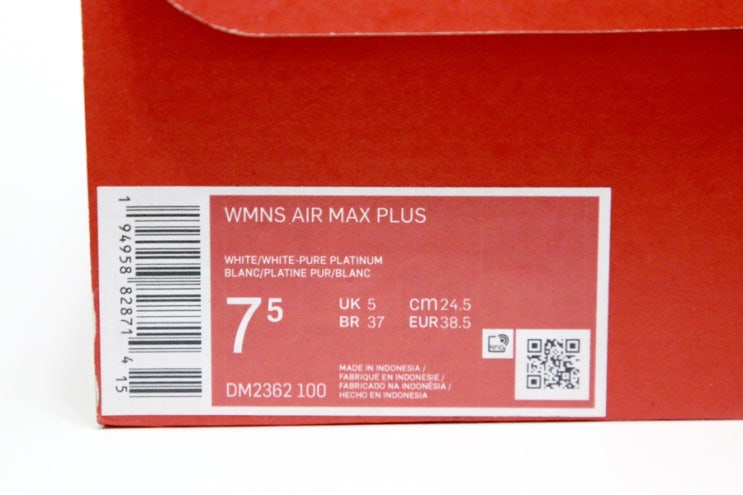 WMNS AIR MAX PLUS
WHITE/WHITE-PURE PLATINUM
BLANC/PLATINE PUR/BLANC
7⁵
UK 5 cm 24.5
BR 37 EUR 38.5
DM2362 100
MADE IN INDONESIA /
FABRIQUE EN INDONESIE /
FABRICADO NA INDONÉSIA /
HECHO EN INDONESIA
1 94958 82871 4 15